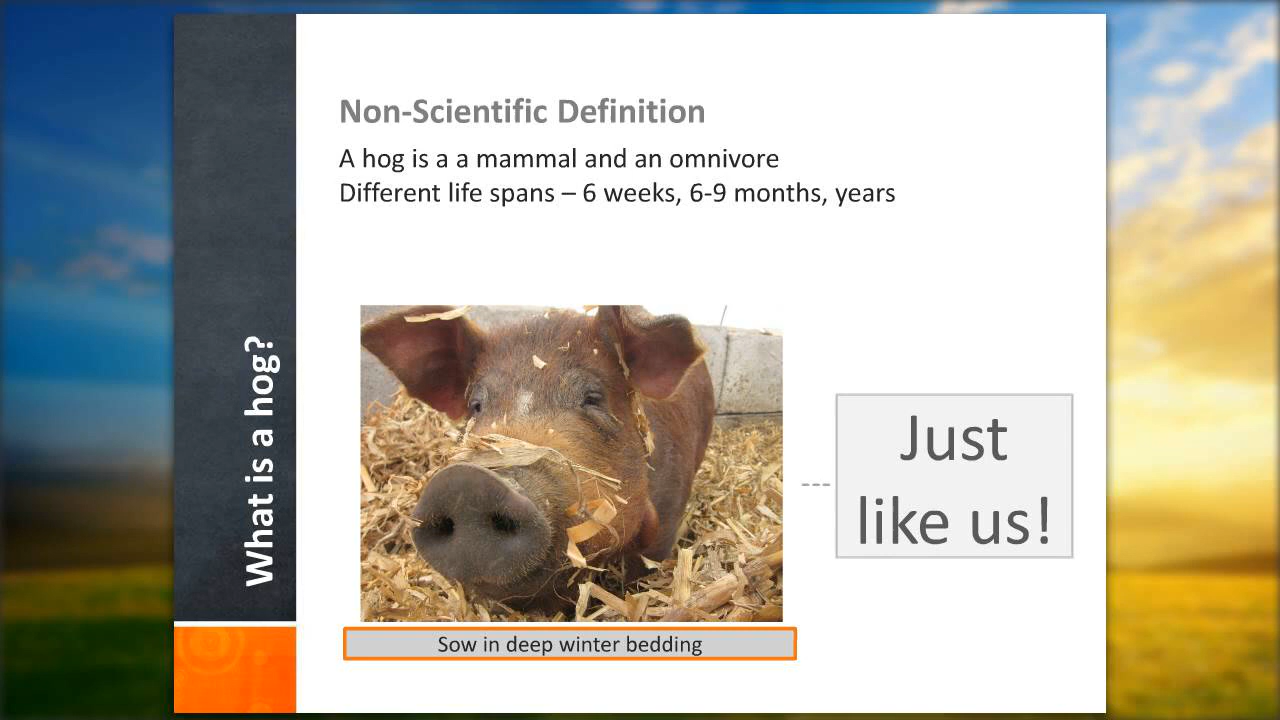 What is a hog?
Non-Scientific Definition
A hog is a a mammal and an omnivore
Different life spans – 6 weeks, 6-9 months, years
Just
like us!
Sow in deep winter bedding